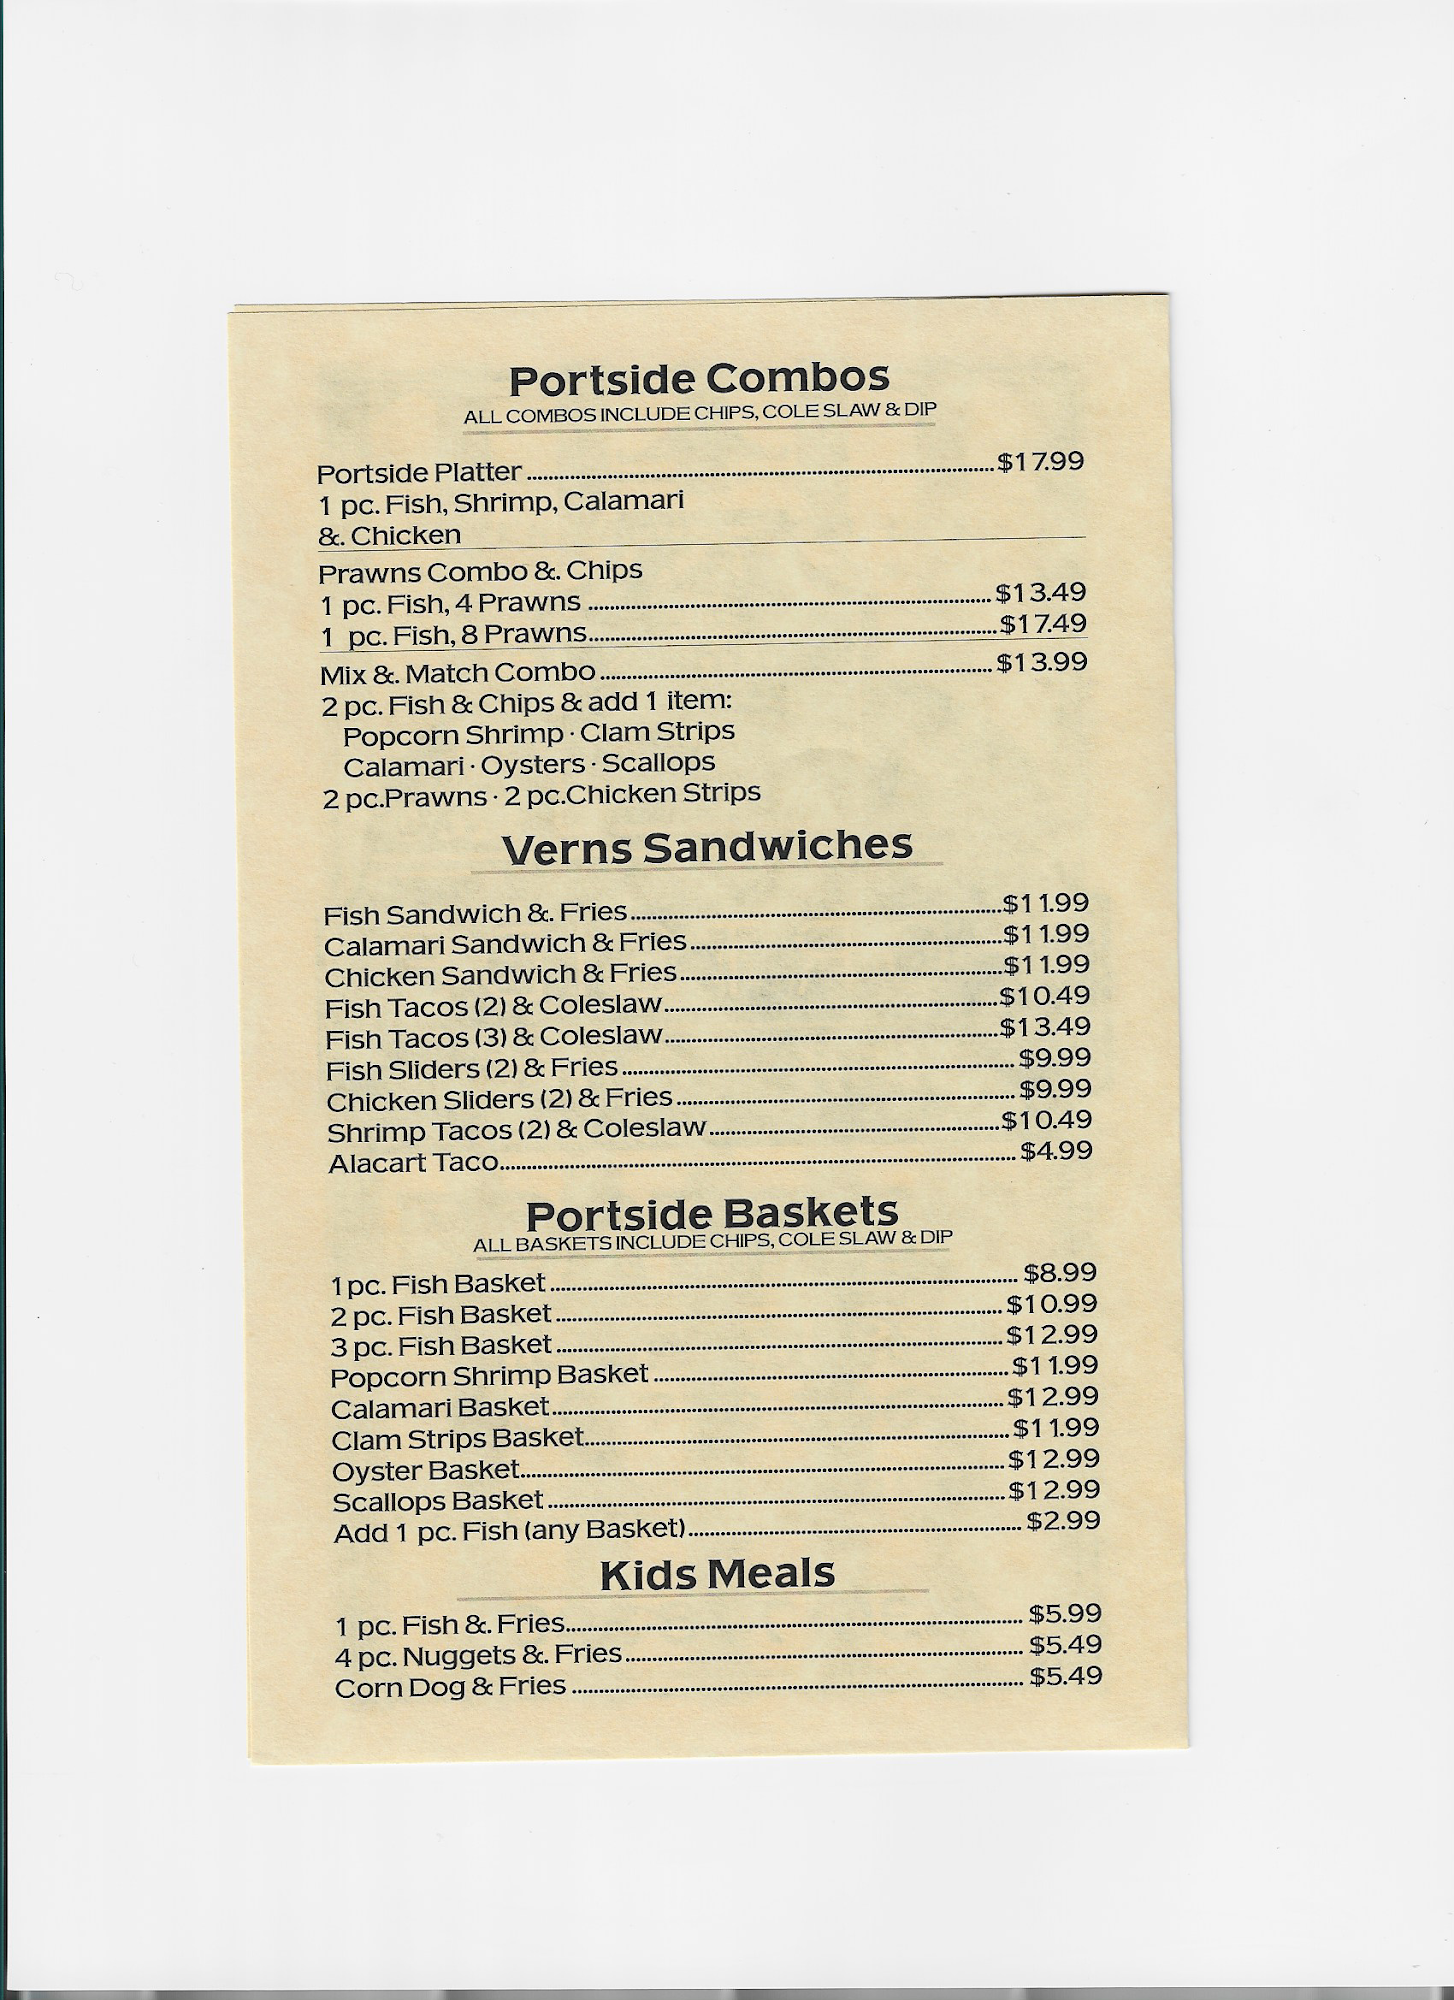 Portside Combos
ALL COMBOS INCLUDE CHIPS, COLE SLAW & DIP
Portside Platter $17.99
1 pc. Fish, Shrimp, Calamari
&. Chicken
Prawns Combo &. Chips
1 pc. Fish, 4 Prawns $13.49
1 pc. Fish, 8 Prawns $17.49
Mix &. Match Combo $13.99
2 pc. Fish & Chips & add 1 item:
Popcorn Shrimp · Clam Strips
Calamari · Oysters · Scallops
2 pc.Prawns · 2 pc.Chicken Strips
Verns Sandwiches
Fish Sandwich &. Fries $11.99
Calamari Sandwich & Fries $11.99
Chicken Sandwich & Fries $11.99
Fish Tacos (2) & Coleslaw $10.49
Fish Tacos (3) & Coleslaw $13.49
Fish Sliders (2) & Fries $9.99
Chicken Sliders (2) & Fries $9.99
Shrimp Tacos (2) & Coleslaw $10.49
Alacart Taco $4.99
Portside Baskets
ALL BASKETS INCLUDE CHIPS, COLE SLAW & DIP
1 pc. Fish Basket $8.99
2 pc. Fish Basket $10.99
3 pc. Fish Basket $12.99
Popcorn Shrimp Basket $11.99
Calamari Basket $12.99
Clam Strips Basket $11.99
Oyster Basket $12.99
Scallops Basket $12.99
Add 1 pc. Fish (any Basket) $2.99
Kids Meals
1 pc. Fish &. Fries $5.99
4 pc. Nuggets &. Fries $5.49
Corn Dog & Fries $5.49